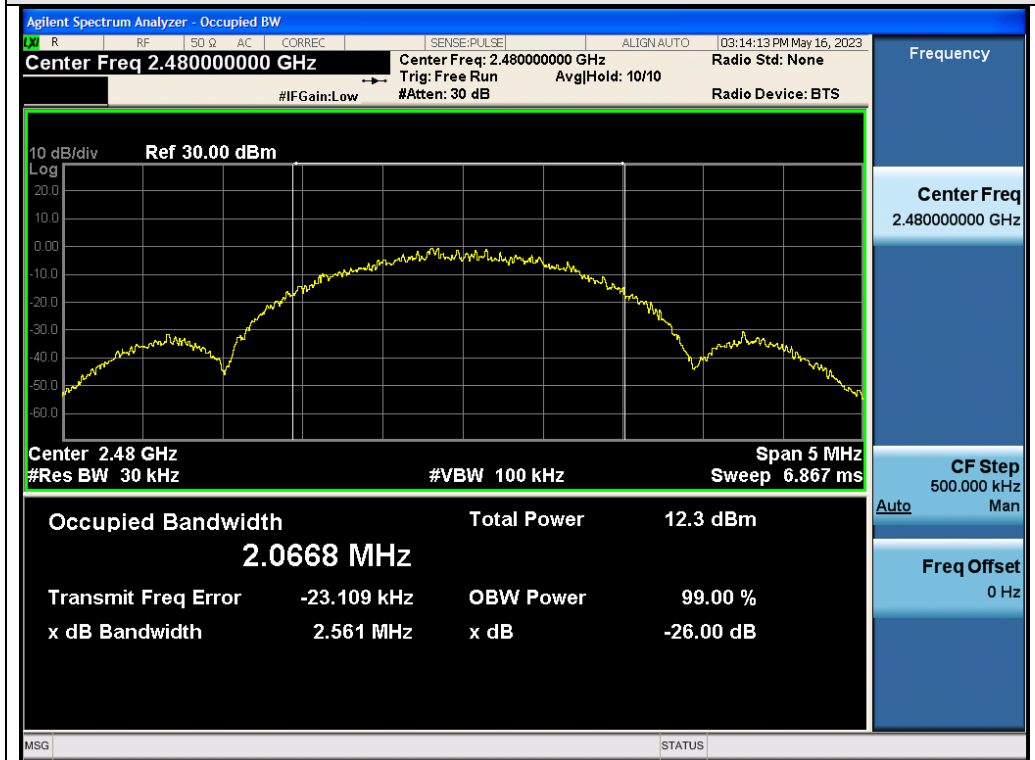 Agilent Spectrum Analyzer - Occupied BW
LXI R RF 50 Ω AC CORREC SENSE:PULSE ALIGN AUTO 03:14:13 PM May 16, 2023
Center Freq 2.480000000 GHz
Center Freq: 2.480000000 GHz
Radio Std: None
Trig: Free Run Avg|Hold: 10/10
#IFGain:Low
#Atten: 30 dB
Radio Device: BTS
10 dB/div Ref 30.00 dBm
Log
20.0
10.0
0.00
-10.0
-20.0
-30.0
-40.0
-50.0
-60.0
Center 2.48 GHz Span 5 MHz
#Res BW 30 kHz #VBW 100 kHz Sweep 6.867 ms
Occupied Bandwidth Total Power 12.3 dBm
2.0668 MHz
Transmit Freq Error -23.109 kHz OBW Power 99.00 %
x dB Bandwidth 2.561 MHz x dB -26.00 dB
MSG STATUS
Frequency
Center Freq
2.480000000 GHz
CF Step
500.000 kHz
Auto Man
Freq Offset
0 Hz